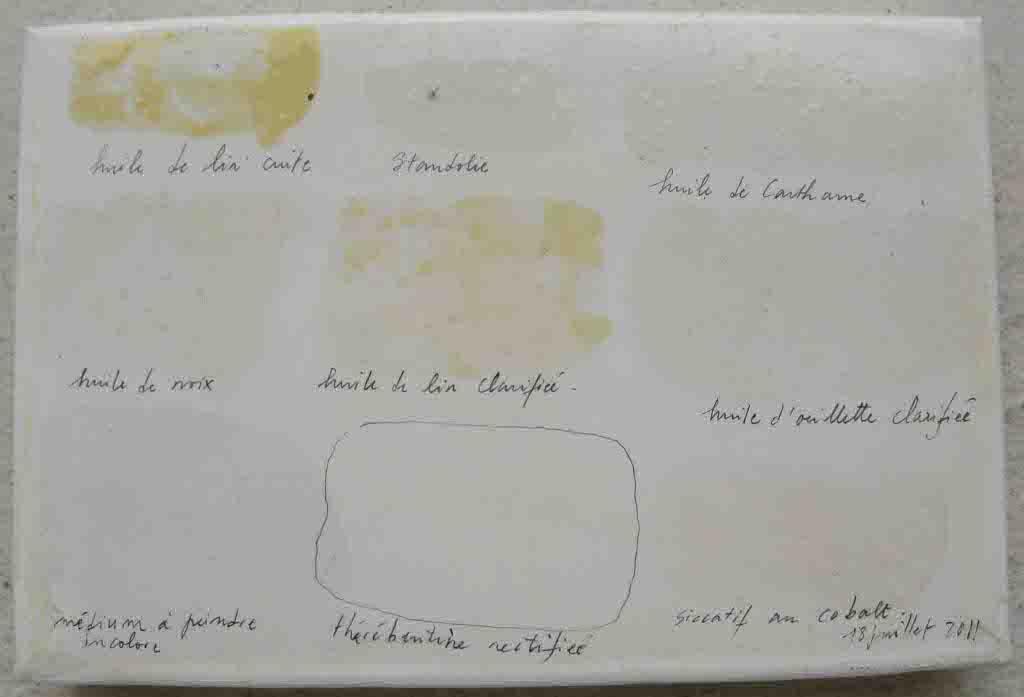 huile de lin cuite
Standolie
huile de Carthame
huile de noix
huile de lin clarifiée
huile d'oeillette clarifiée
médium à peindre
incolore
thérébentine rectifiée
siccatif au cobalt
18 juillet 2011